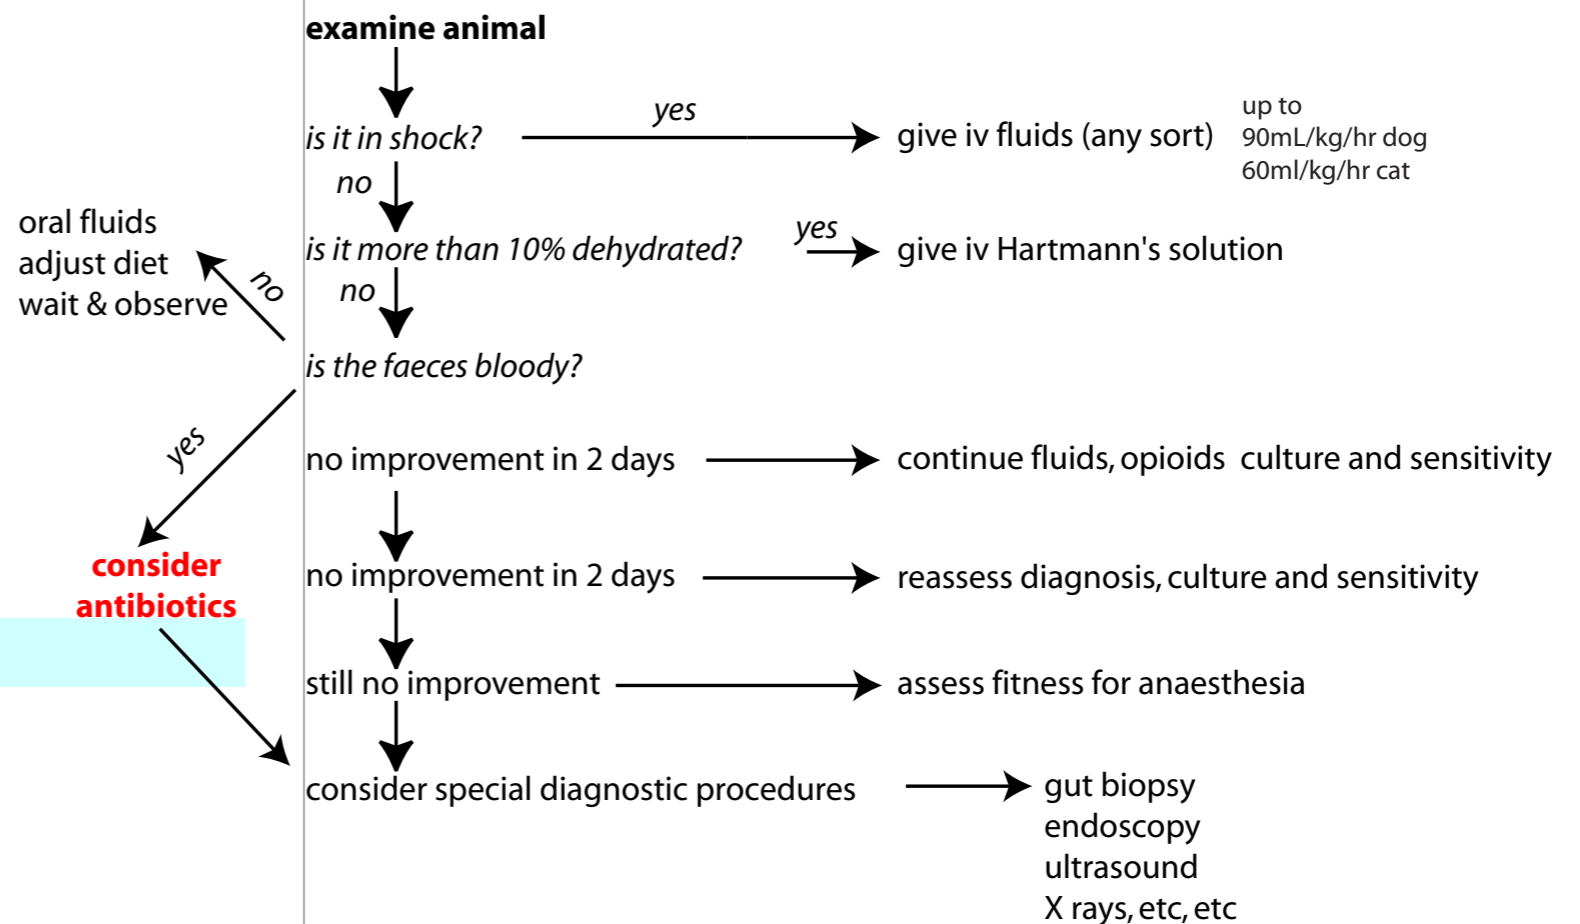 examine animal
yes
up to
is it in shock?
give iv fluids (any sort)
90mL/kg/hr dog
60ml/kg/hr cat
no
oral fluids
adjust diet
wait & observe
no
is it more than 10% dehydrated?
yes
give iv Hartmann's solution
no
is the faeces bloody?
yes
no improvement in 2 days
continue fluids, opioids culture and sensitivity
consider
antibiotics
no improvement in 2 days
reassess diagnosis, culture and sensitivity
still no improvement
assess fitness for anaesthesia
consider special diagnostic procedures
gut biopsy
endoscopy
ultrasound
X rays, etc, etc